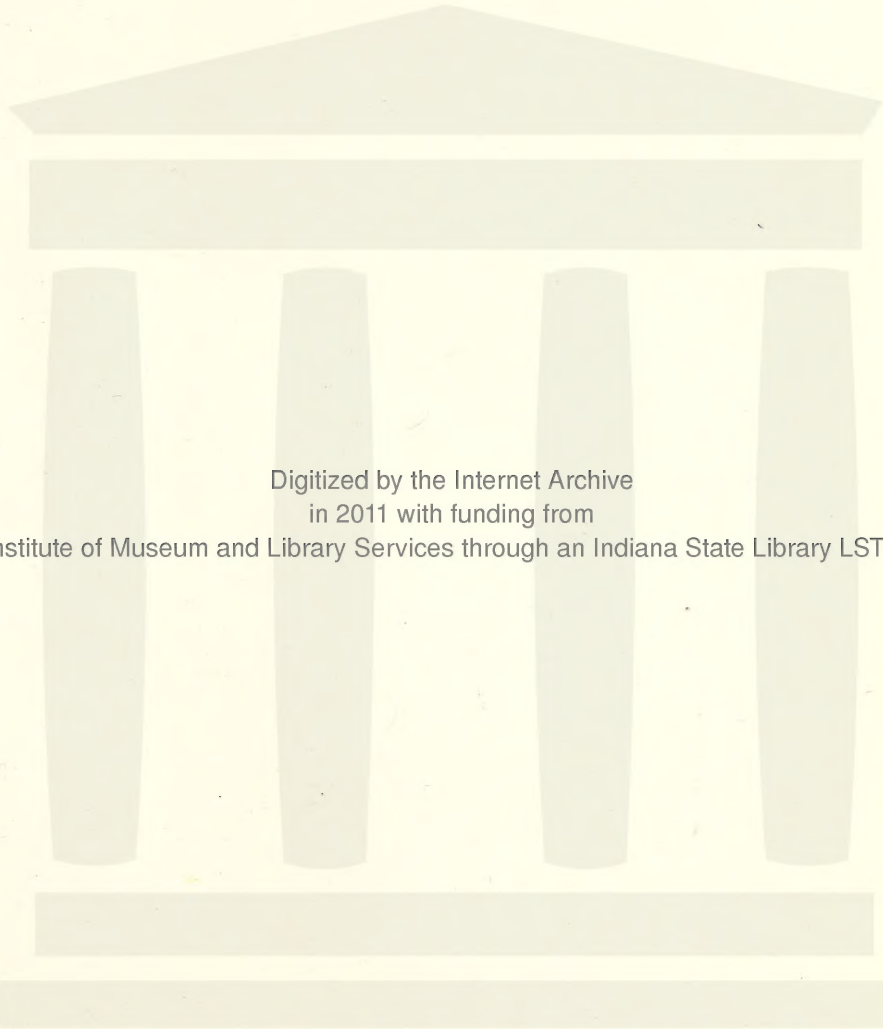 Digitized by the Internet Archive
in 2011 with funding from
nstitute of Museum and Library Services through an Indiana State Library LST